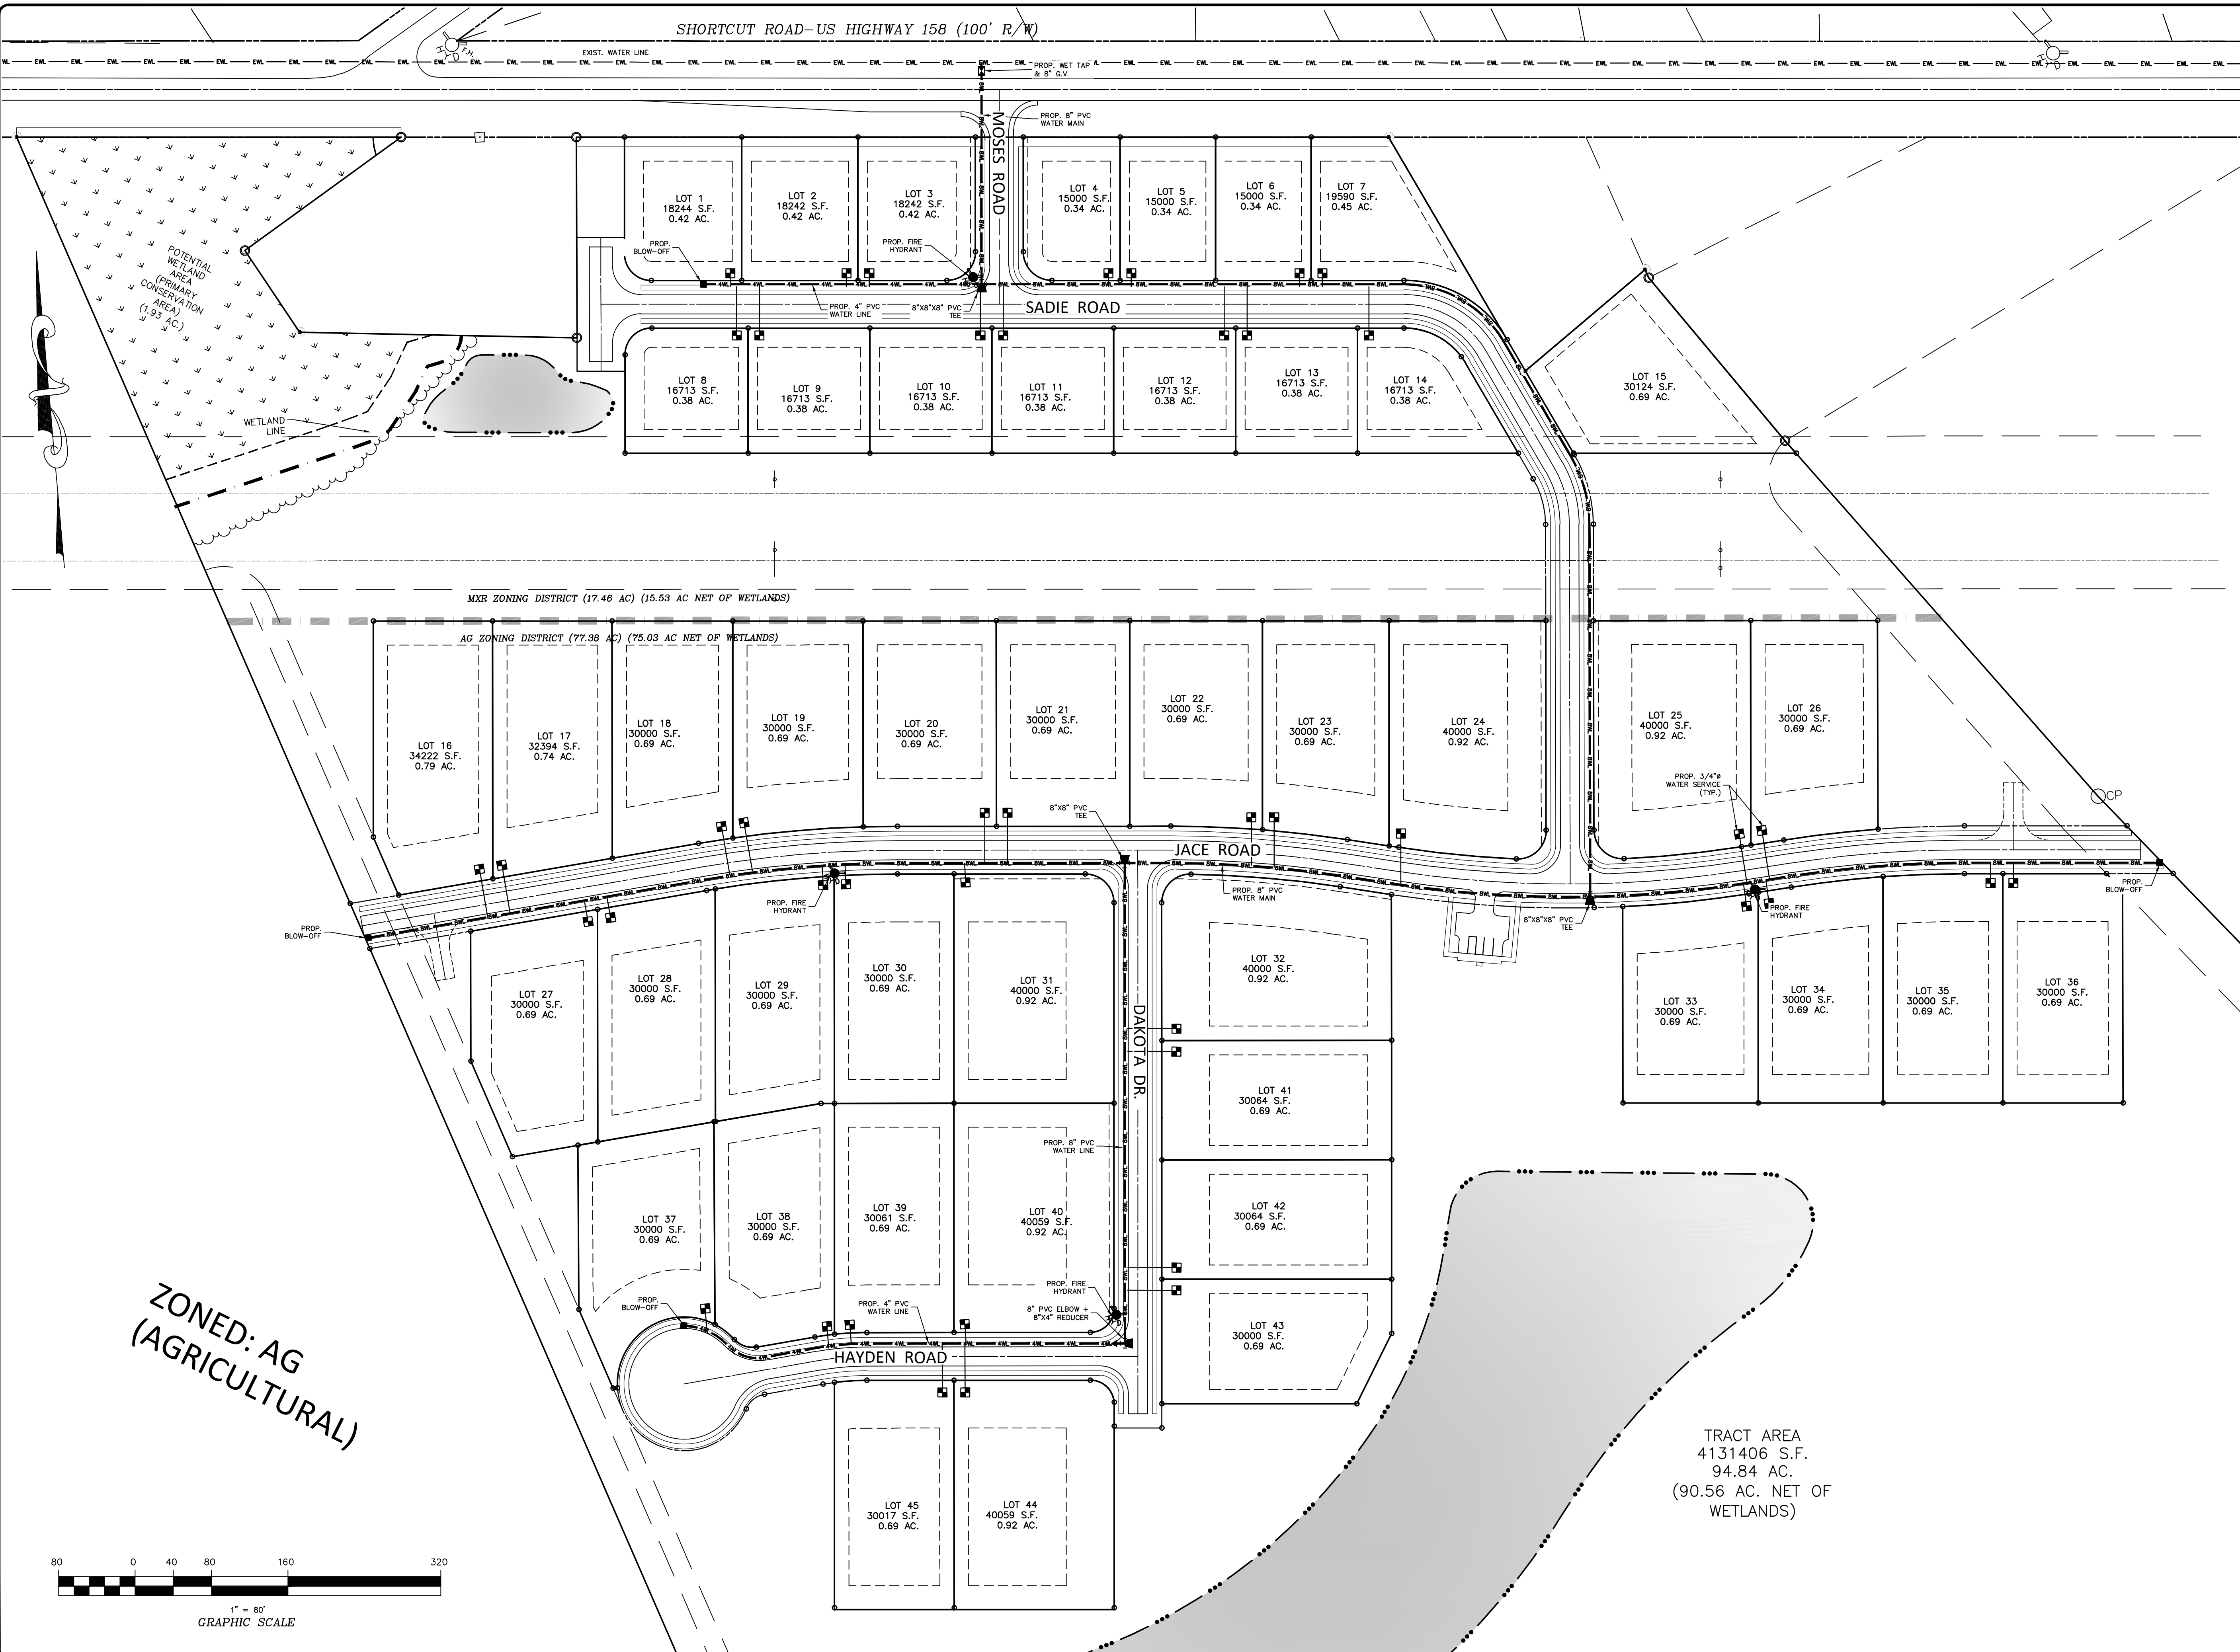 SHORTCUT ROAD-US HIGHWAY 158 (100' R/W)
EXIST. WATER LINE
HYD
F.H.
HYD
PROP. WET TAP
& 8" G.V.
PROP. 8" PVC
WATER MAIN
MOSES ROAD
LOT 1
18244 S.F.
0.42 AC.
LOT 2
18242 S.F.
0.42 AC.
LOT 3
18242 S.F.
0.42 AC.
LOT 4
15000 S.F.
0.34 AC.
LOT 5
15000 S.F.
0.34 AC.
LOT 6
15000 S.F.
0.34 AC.
LOT 7
19590 S.F.
0.45 AC.
PROP.
BLOW-OFF
PROP. FIRE
HYDRANT
PROP. 4" PVC
WATER LINE
8"X8"X8" PVC
TEE
SADIE ROAD
POTENTIAL
WETLAND
AREA
(PRIMARY
CONSERVATION
AREA)
(1.93 AC.)
WETLAND
LINE
LOT 8
16713 S.F.
0.38 AC.
LOT 9
16713 S.F.
0.38 AC.
LOT 10
16713 S.F.
0.38 AC.
LOT 11
16713 S.F.
0.38 AC.
LOT 12
16713 S.F.
0.38 AC.
LOT 13
16713 S.F.
0.38 AC.
LOT 14
16713 S.F.
0.38 AC.
LOT 15
30124 S.F.
0.69 AC.
MXR ZONING DISTRICT (17.46 AC) (15.53 AC NET OF WETLANDS)
AG ZONING DISTRICT (77.38 AC) (75.03 AC NET OF WETLANDS)
LOT 16
34222 S.F.
0.79 AC.
LOT 17
32394 S.F.
0.74 AC.
LOT 18
30000 S.F.
0.69 AC.
LOT 19
30000 S.F.
0.69 AC.
LOT 20
30000 S.F.
0.69 AC.
LOT 21
30000 S.F.
0.69 AC.
LOT 22
30000 S.F.
0.69 AC.
LOT 23
30000 S.F.
0.69 AC.
LOT 24
40000 S.F.
0.92 AC.
LOT 25
40000 S.F.
0.92 AC.
LOT 26
30000 S.F.
0.69 AC.
PROP. 3/4"ø
WATER SERVICE
(TYP.)
CP
8"X8" PVC
TEE
JACE ROAD
PROP. FIRE
HYDRANT
PROP. 8" PVC
WATER MAIN
8"X8"X8" PVC
TEE
PROP. FIRE
HYDRANT
PROP.
BLOW-OFF
PROP.
BLOW-OFF
LOT 27
30000 S.F.
0.69 AC.
LOT 28
30000 S.F.
0.69 AC.
LOT 29
30000 S.F.
0.69 AC.
LOT 30
30000 S.F.
0.69 AC.
LOT 31
40000 S.F.
0.92 AC.
LOT 32
40000 S.F.
0.92 AC.
LOT 33
30000 S.F.
0.69 AC.
LOT 34
30000 S.F.
0.69 AC.
LOT 35
30000 S.F.
0.69 AC.
LOT 36
30000 S.F.
0.69 AC.
DAKOTA DR.
PROP. 8" PVC
WATER LINE
LOT 41
30064 S.F.
0.69 AC.
LOT 37
30000 S.F.
0.69 AC.
LOT 38
30000 S.F.
0.69 AC.
LOT 39
30061 S.F.
0.69 AC.
LOT 40
40059 S.F.
0.92 AC.
LOT 42
30064 S.F.
0.69 AC.
PROP.
BLOW-OFF
PROP. 4" PVC
WATER LINE
PROP. FIRE
HYDRANT
8" PVC ELBOW +
8"X4" REDUCER
LOT 43
30000 S.F.
0.69 AC.
HAYDEN ROAD
ZONED: AG
(AGRICULTURAL)
LOT 45
30017 S.F.
0.69 AC.
LOT 44
40059 S.F.
0.92 AC.
TRACT AREA
4131406 S.F.
94.84 AC.
(90.56 AC. NET OF
WETLANDS)
80 0 40 80 160 320
1" = 80'
GRAPHIC SCALE